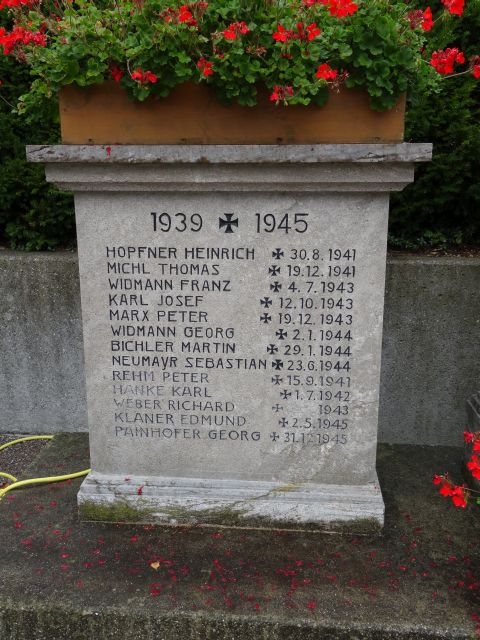 1939 ✠ 1945
HÖPFNER HEINRICH ✠ 30.8.1941
MICHL THOMAS ✠ 19.12.1941
WIDMANN FRANZ ✠ 4.7.1943
KARL JOSEF ✠ 12.10.1943
MARX PETER ✠ 19.12.1943
WIDMANN GEORG ✠ 2.1.1944
BICHLER MARTIN ✠ 29.1.1944
NEUMAYR SEBASTIAN ✠ 23.6.1944
REHM PETER ✠ 15.9.1941
HANKE KARL ✠ 1.7.1942
WEBER RICHARD ✠ 1943
KLANER EDMUND ✠ 2.5.1945
PAINHOFER GEORG ✠ 31.12.1945